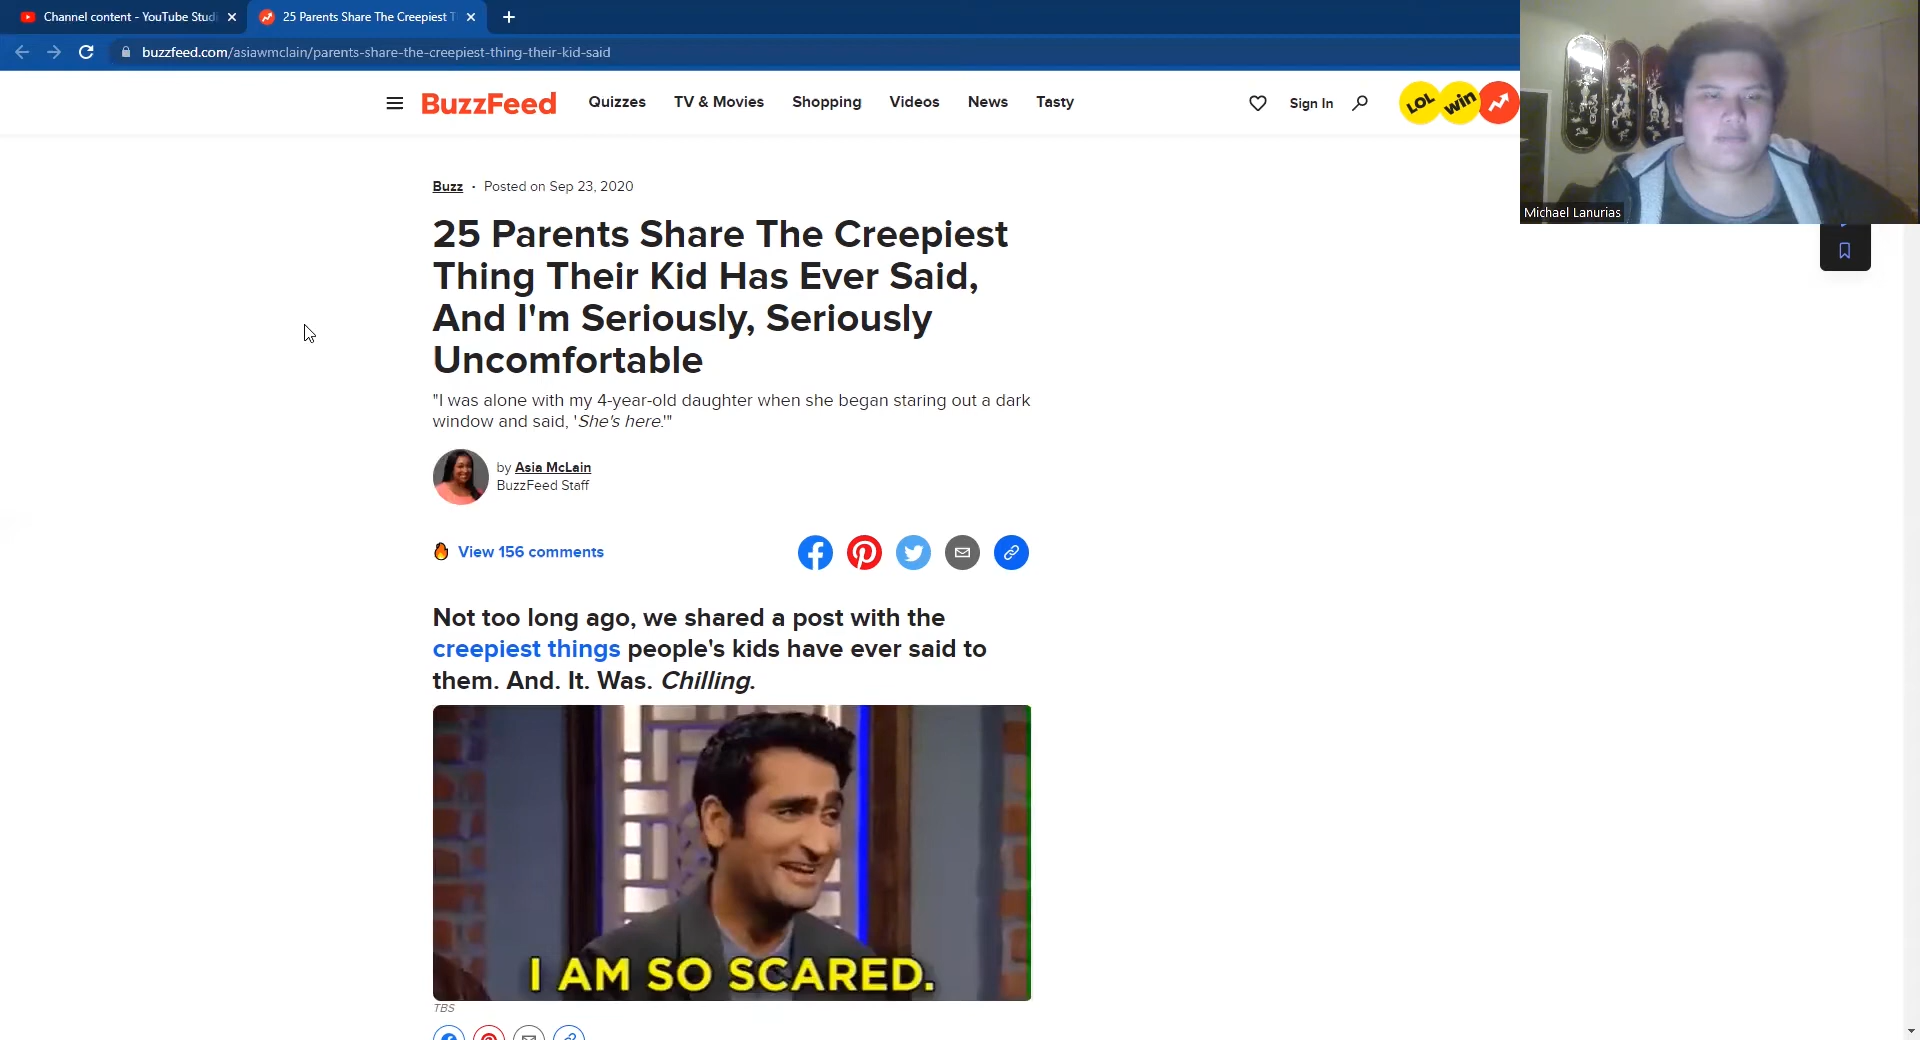 Channel content - YouTube Studi
25 Parents Share The Creepiest T
buzzfeed.com/asiawmclain/parents-share-the-creepiest-thing-their-kid-said
BuzzFeed
Quizzes
TV & Movies
Shopping
Videos
News
Tasty
Sign In
LOL
win
Michael Lanurias
Buzz · Posted on Sep 23, 2020
25 Parents Share The Creepiest
Thing Their Kid Has Ever Said,
And I'm Seriously, Seriously
Uncomfortable
"I was alone with my 4-year-old daughter when she began staring out a dark
window and said, 'She's here.'"
by Asia McLain
BuzzFeed Staff
View 156 comments
Not too long ago, we shared a post with the
creepiest things people's kids have ever said to
them. And. It. Was. Chilling.
I AM SO SCARED.
TBS